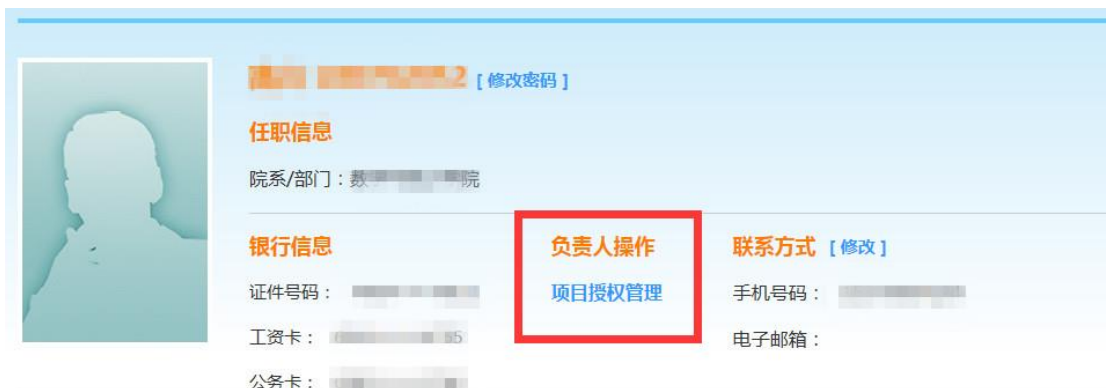 [ 修改密码 ]
任职信息
院系/部门：数 院
银行信息
证件号码：
工资卡： 55
公务卡：
负责人操作
项目授权管理
联系方式 [ 修改 ]
手机号码：
电子邮箱：